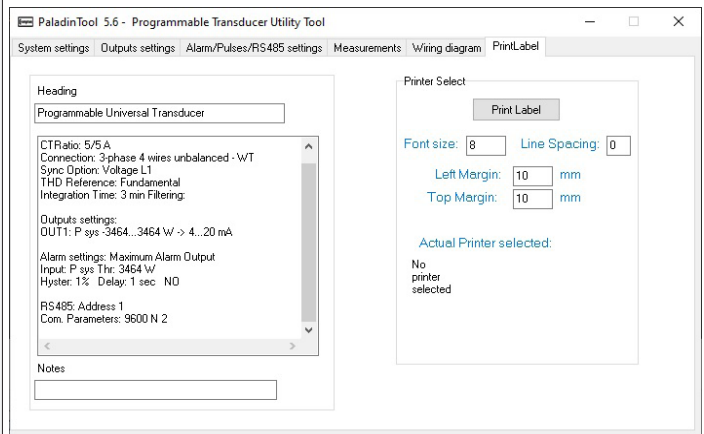 PaladinTool 5.6 - Programmable Transducer Utility Tool
System settings Outputs settings Alarm/Pulses/RS485 settings Measurements Wiring diagram PrintLabel
Heading
Programmable Universal Transducer
CTRatio: 5/5 A
Connection: 3-phase 4 wires unbalanced - WT
Sync Option: Voltage L1
THD Reference: Fundamental
Integration Time: 3 min Filtering:
Outputs settings:
OUT1: P sys -3464...3464 W -> 4...20 mA
Alarm settings: Maximum Alarm Output
Input: P sys Thr: 3464 W
Hyster: 1% Delay: 1 sec NO
RS485: Address 1
Com. Parameters: 9600 N 2
Notes
Printer Select
Print Label
Font size: 8 Line Spacing: 0
Left Margin: 10 mm
Top Margin: 10 mm
Actual Printer selected:
No
printer
selected